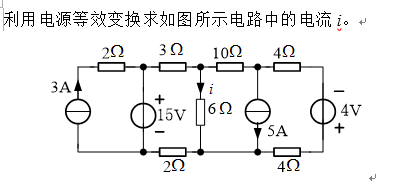 利用电源等效变换求如图所示电路中的电流 i。
2Ω 3Ω 10Ω 4Ω
3A + 15V − i 6Ω 5A − 4V +
2Ω 4Ω